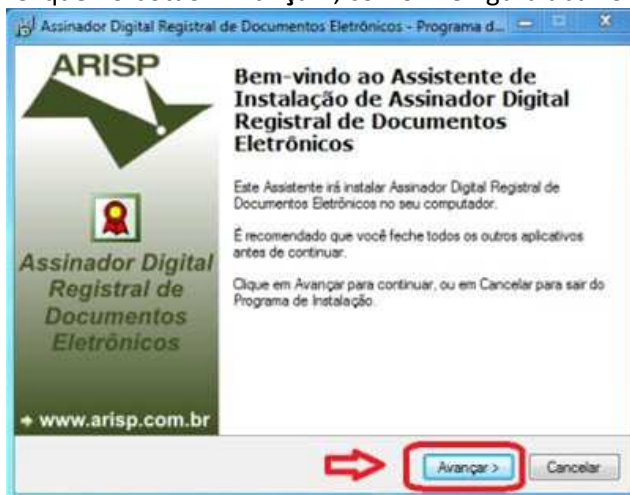 Assinador Digital Registral de Documentos Eletrônicos - Programa d...
ARISP
Assinador Digital
Registral de
Documentos
Eletrônicos
www.arisp.com.br
Bem-vindo ao Assistente de
Instalação de Assinador Digital
Registral de Documentos
Eletrônicos
Este Assistente irá instalar Assinador Digital Registral de
Documentos Eletrônicos no seu computador.
É recomendado que você feche todos os outros aplicativos
antes de continuar.
Clique em Avançar para continuar, ou em Cancelar para sair do
Programa de Instalação.
Avançar >
Cancelar